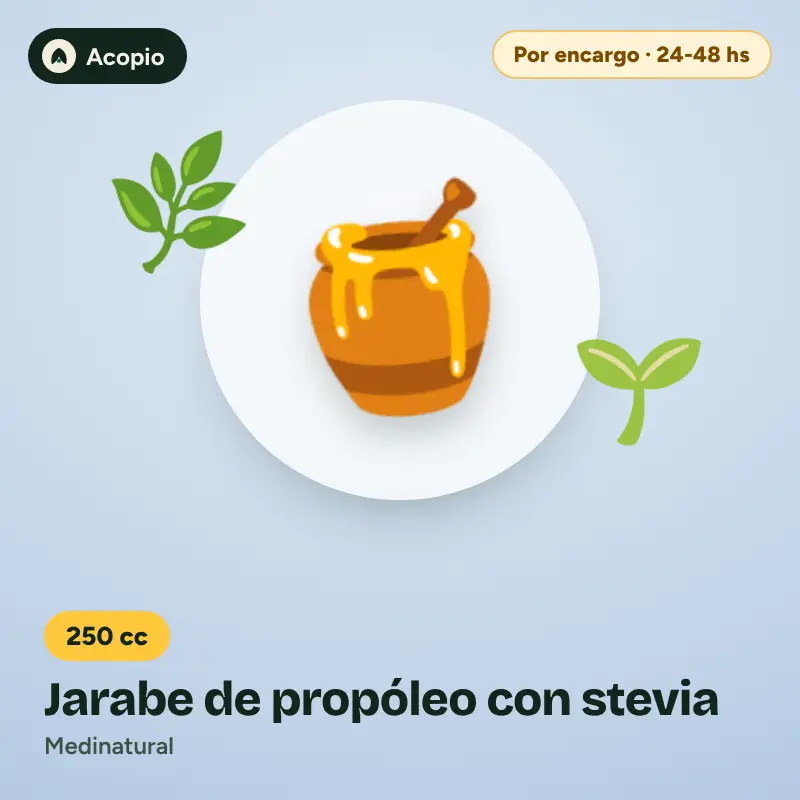 Acopio
Por encargo · 24-48 hs
250 cc
Jarabe de propóleo con stevia
Medinatural